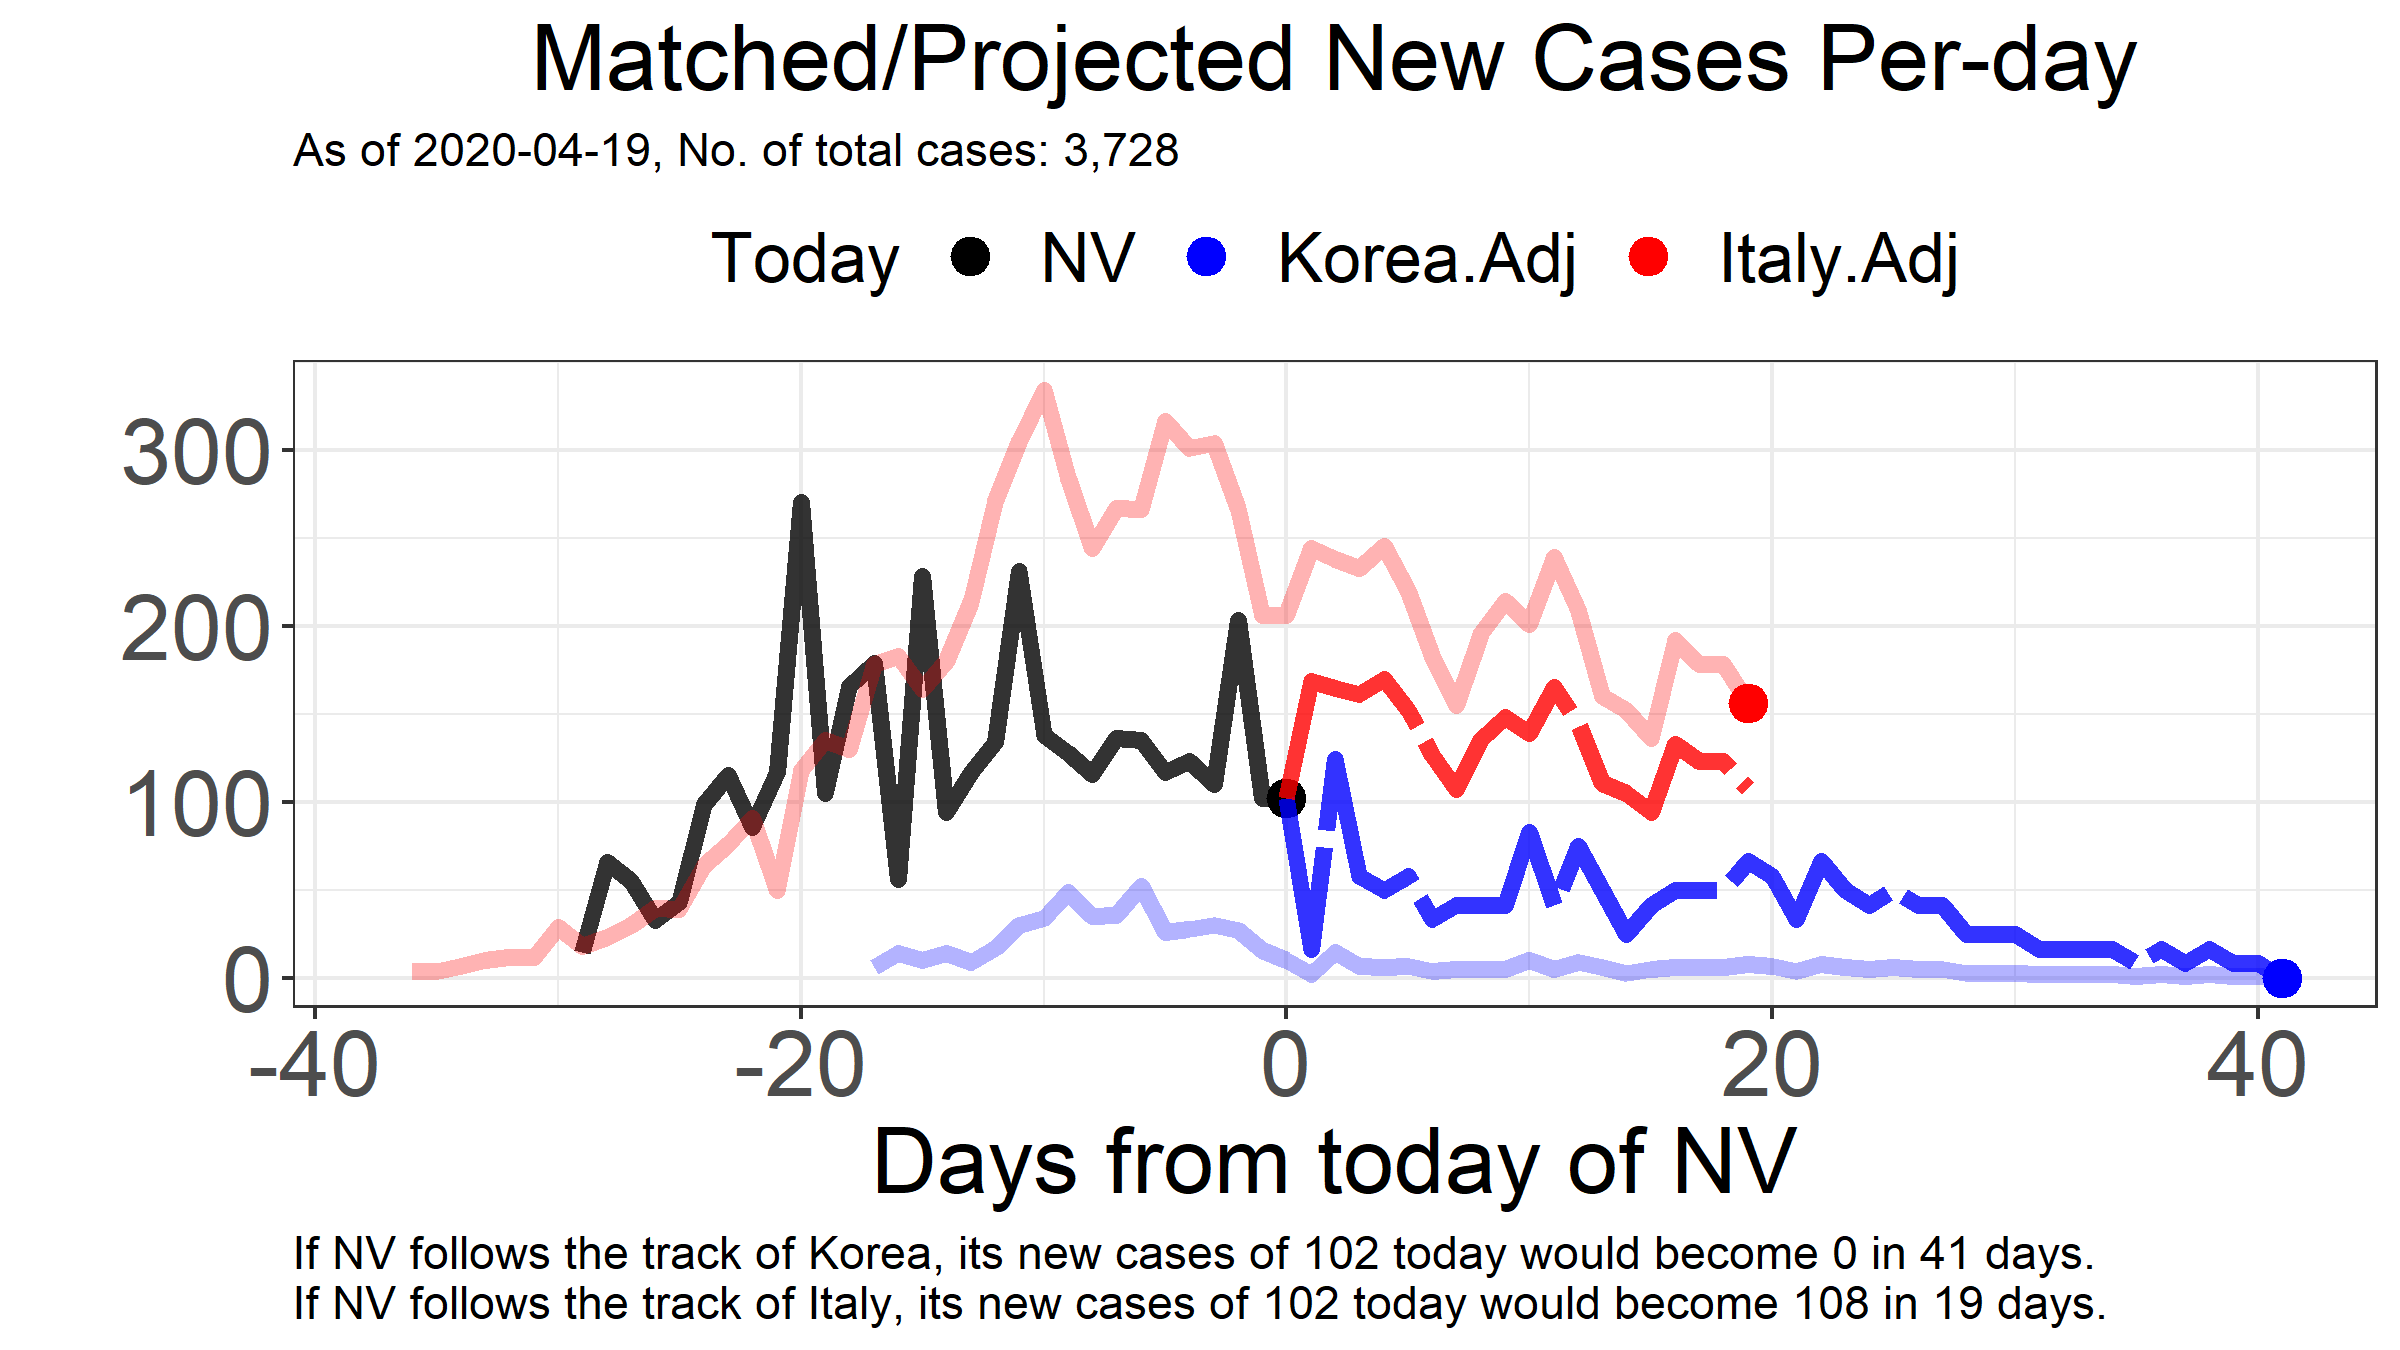 Matched/Projected New Cases Per-day
As of 2020-04-19, No. of total cases: 3,728
Today NV Korea.Adj Italy.Adj
300
200
100
0
-40 -20 0 20 40
Days from today of NV
If NV follows the track of Korea, its new cases of 102 today would become 0 in 41 days.
If NV follows the track of Italy, its new cases of 102 today would become 108 in 19 days.